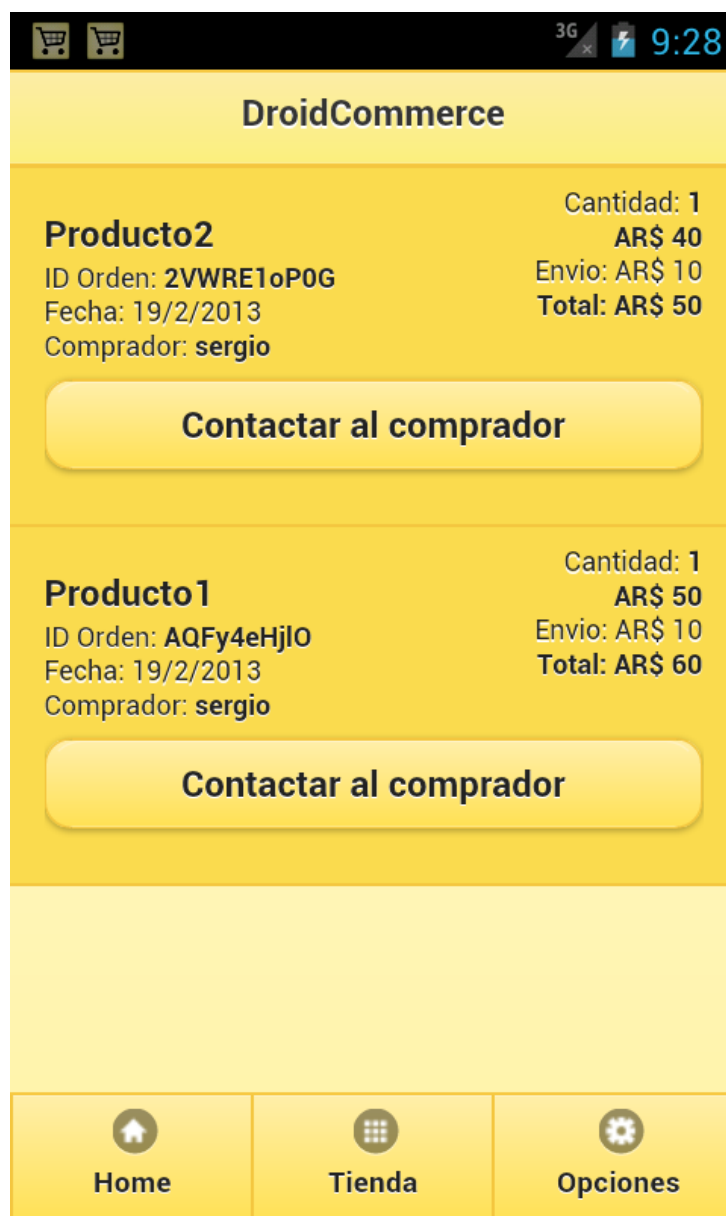 3G 9:28
DroidCommerce
Producto2
ID Orden: 2VWRE1oP0G
Fecha: 19/2/2013
Comprador: sergio
Cantidad: 1
AR$ 40
Envio: AR$ 10
Total: AR$ 50
Contactar al comprador
Producto1
ID Orden: AQFy4eHjlO
Fecha: 19/2/2013
Comprador: sergio
Cantidad: 1
AR$ 50
Envio: AR$ 10
Total: AR$ 60
Contactar al comprador
Home
Tienda
Opciones